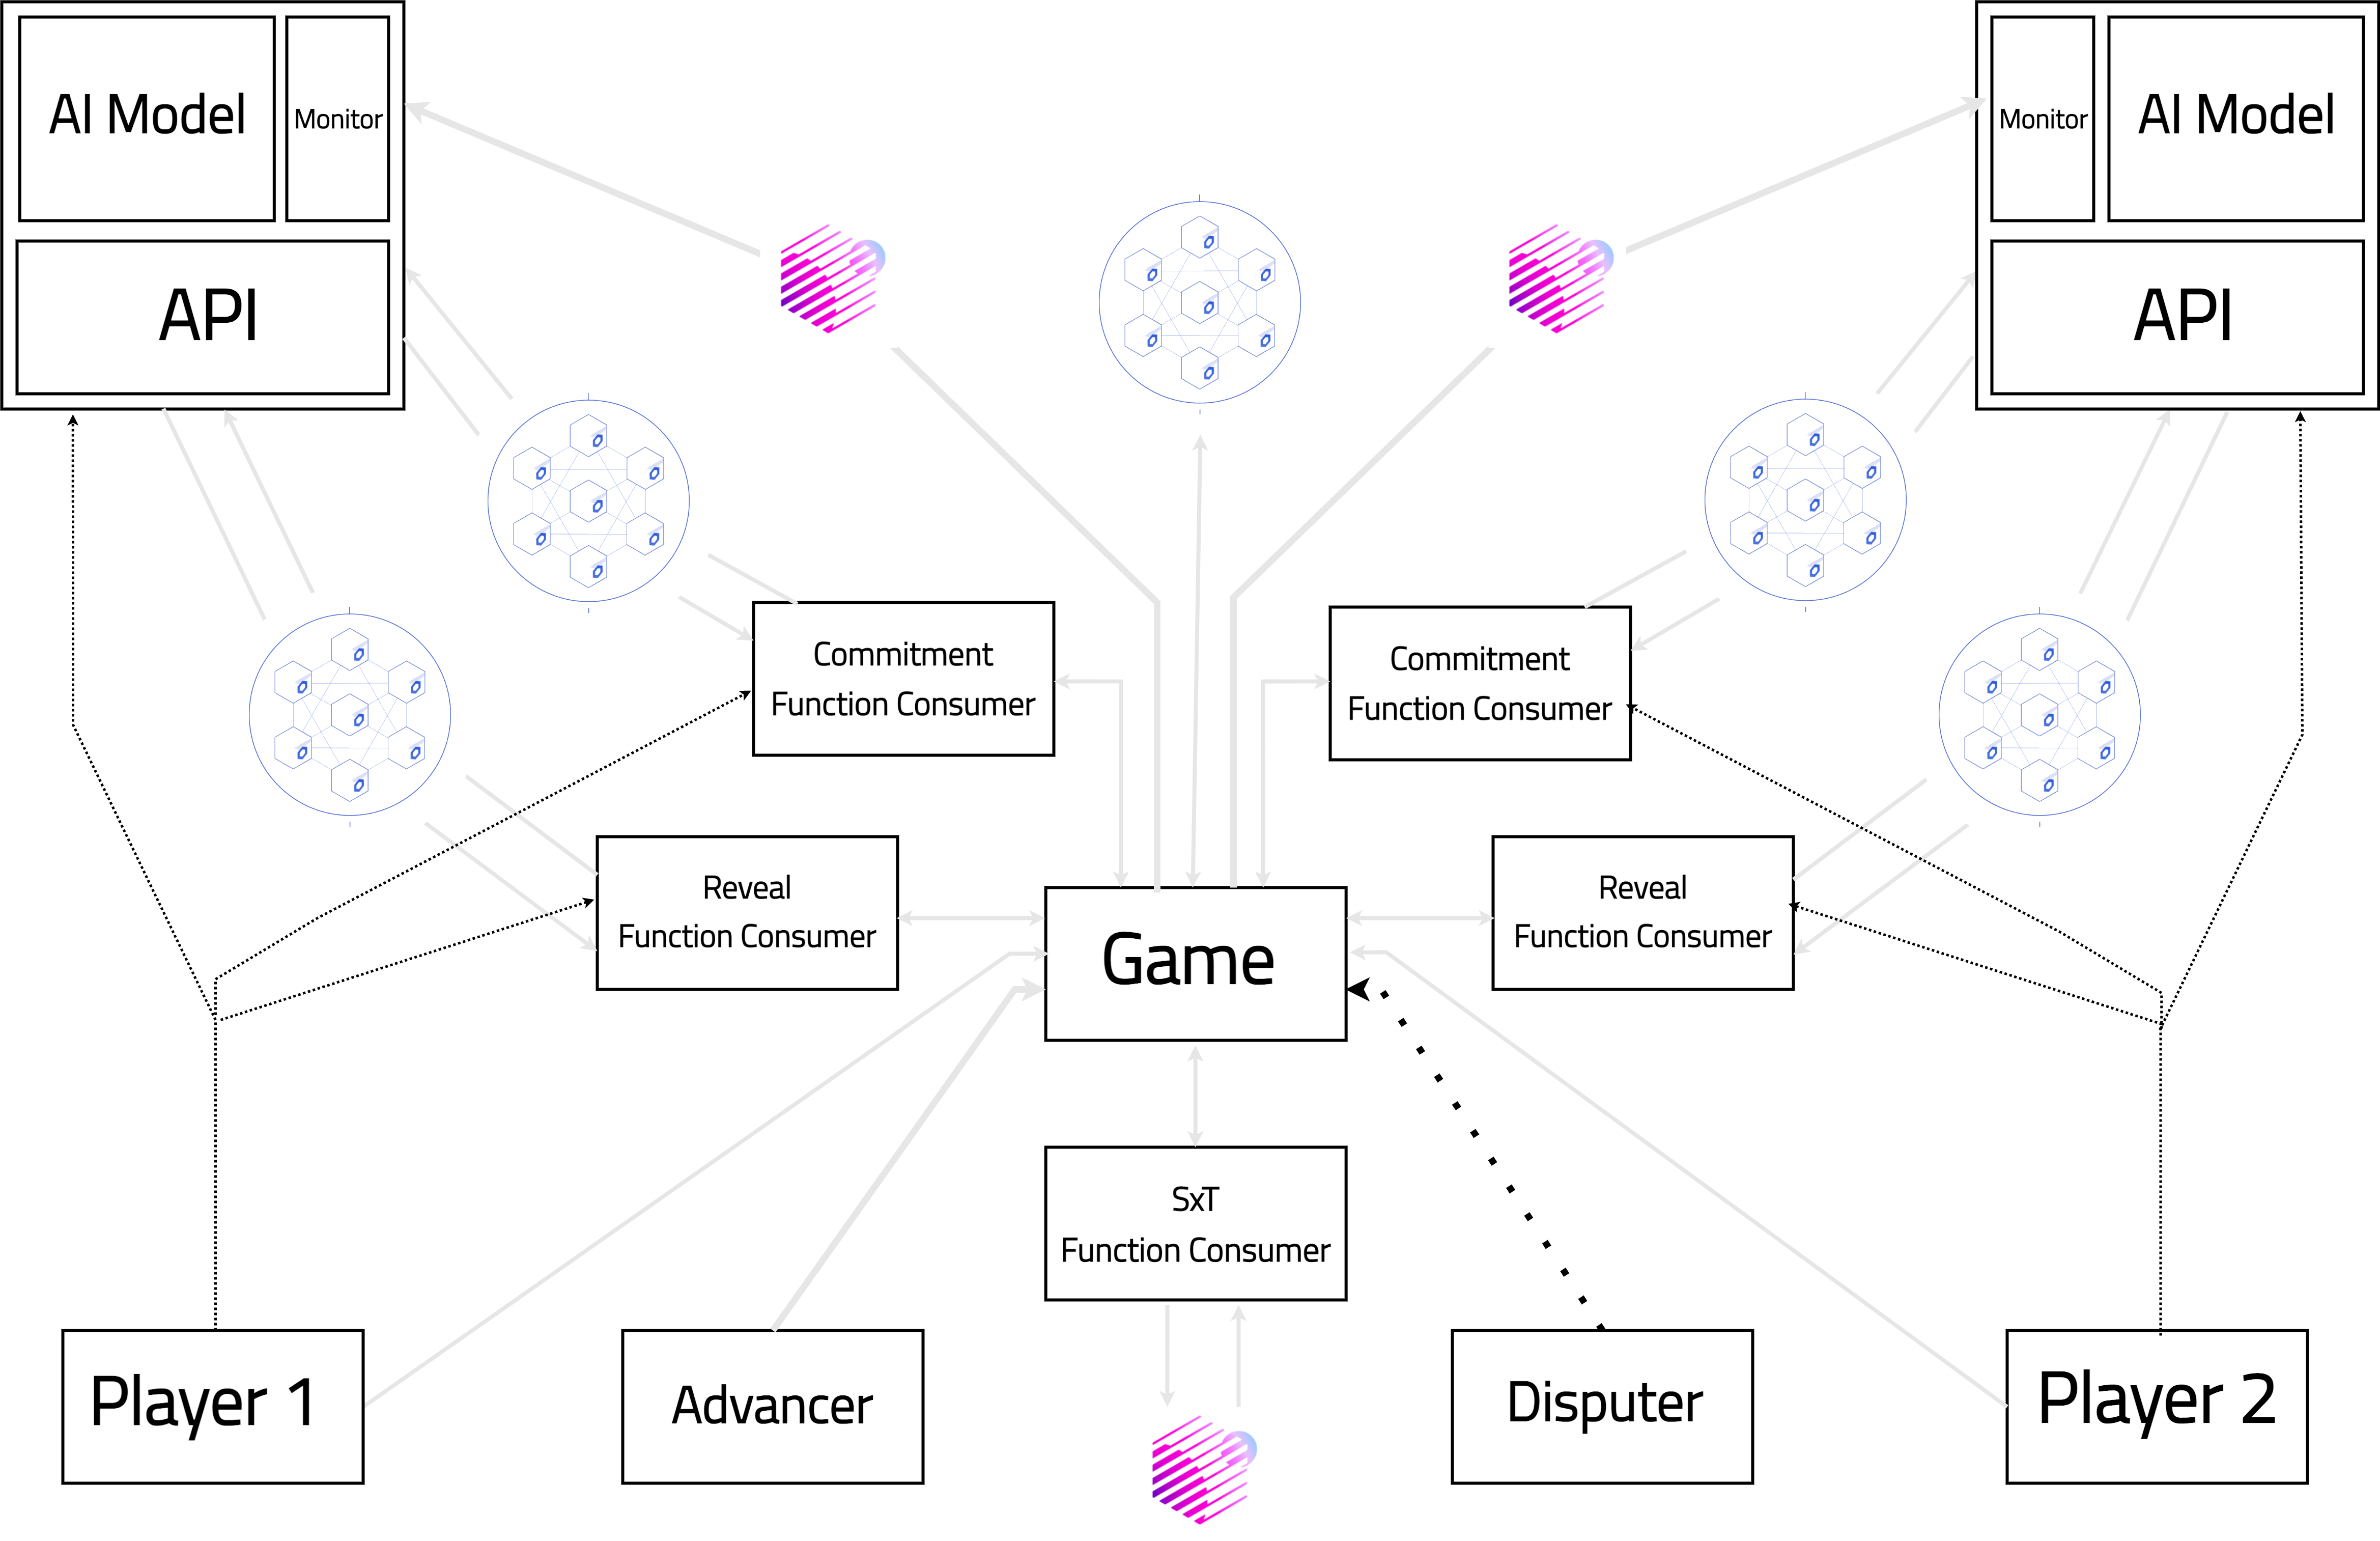 AI Model
Monitor
API
Monitor
AI Model
API
Commitment
Function Consumer
Commitment
Function Consumer
Reveal
Function Consumer
Game
Reveal
Function Consumer
SxT
Function Consumer
Player 1
Advancer
Disputer
Player 2